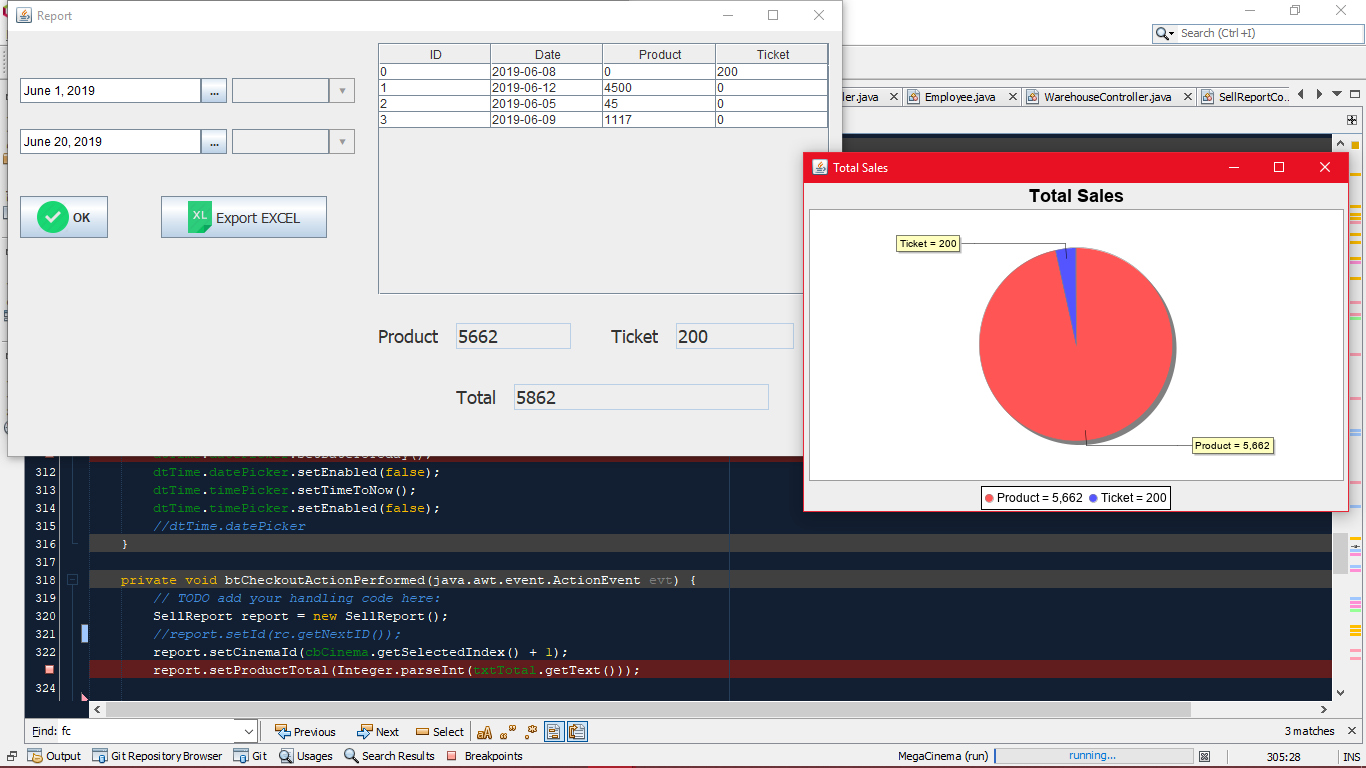 Report
ID Date Product Ticket
0 2019-06-08 0 200
1 2019-06-12 4500 0
2 2019-06-05 45 0
3 2019-06-09 1117 0
June 1, 2019 ...
June 20, 2019 ...
OK
XL Export EXCEL
Product 5662 Ticket 200
Total 5862
Search (Ctrl+I)
ler.java Employee.java WarehouseController.java SellReportCo...
Total Sales
Total Sales
Ticket = 200
Product = 5,662
Product = 5,662 Ticket = 200
312 dtTime.datePicker.setEnabled(false);
313 dtTime.timePicker.setTimeToNow();
314 dtTime.timePicker.setEnabled(false);
315 //dtTime.datePicker
316 }
317
318 private void btCheckoutActionPerformed(java.awt.event.ActionEvent evt) {
319 // TODO add your handling code here:
320 SellReport report = new SellReport();
321 //report.setId(rc.getNextID());
322 report.setCinemaId(cbCinema.getSelectedIndex() + 1);
report.setProductTotal(Integer.parseInt(txtTotal.getText()));
324
Find: fc Previous Next Select aA 3 matches
Output Git Repository Browser Git Usages Search Results Breakpoints MegaCinema (run) running... 305:28 INS